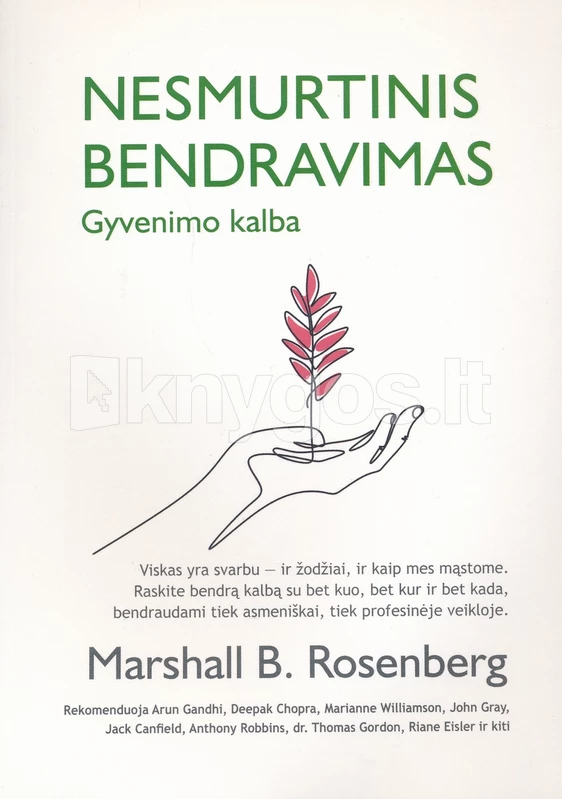 NESMURTINIS
BENDRAVIMAS
Gyvenimo kalba
knygos.lt
Viskas yra svarbu – ir žodžiai, ir kaip mes mąstome.
Raskite bendrą kalbą su bet kuo, bet kur ir bet kada,
bendraudami tiek asmeniškai, tiek profesinėje veikloje.
Marshall B. Rosenberg
Rekomenduoja Arun Gandhi, Deepak Chopra, Marianne Williamson, John Gray,
Jack Canfield, Anthony Robbins, dr. Thomas Gordon, Riane Eisler ir kiti